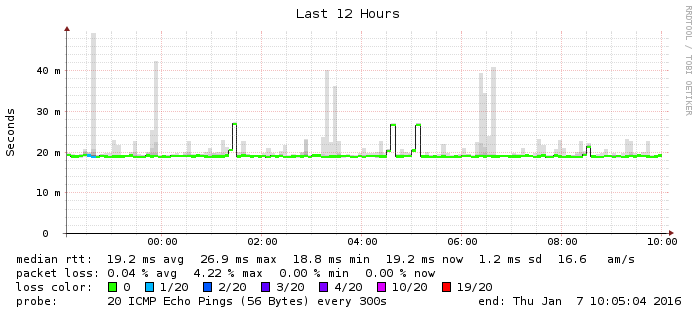 Last 12 Hours
RRDTOOL / TOBI OETIKER
Seconds
40 m
30 m
20 m
10 m
0
00:00 02:00 04:00 06:00 08:00 10:00
median rtt: 19.2 ms avg 26.9 ms max 18.8 ms min 19.2 ms now 1.2 ms sd 16.6 am/s
packet loss: 0.04 % avg 4.22 % max 0.00 % min 0.00 % now
loss color: 0 1/20 2/20 3/20 4/20 10/20 19/20
probe: 20 ICMP Echo Pings (56 Bytes) every 300s end: Thu Jan 7 10:05:04 2016